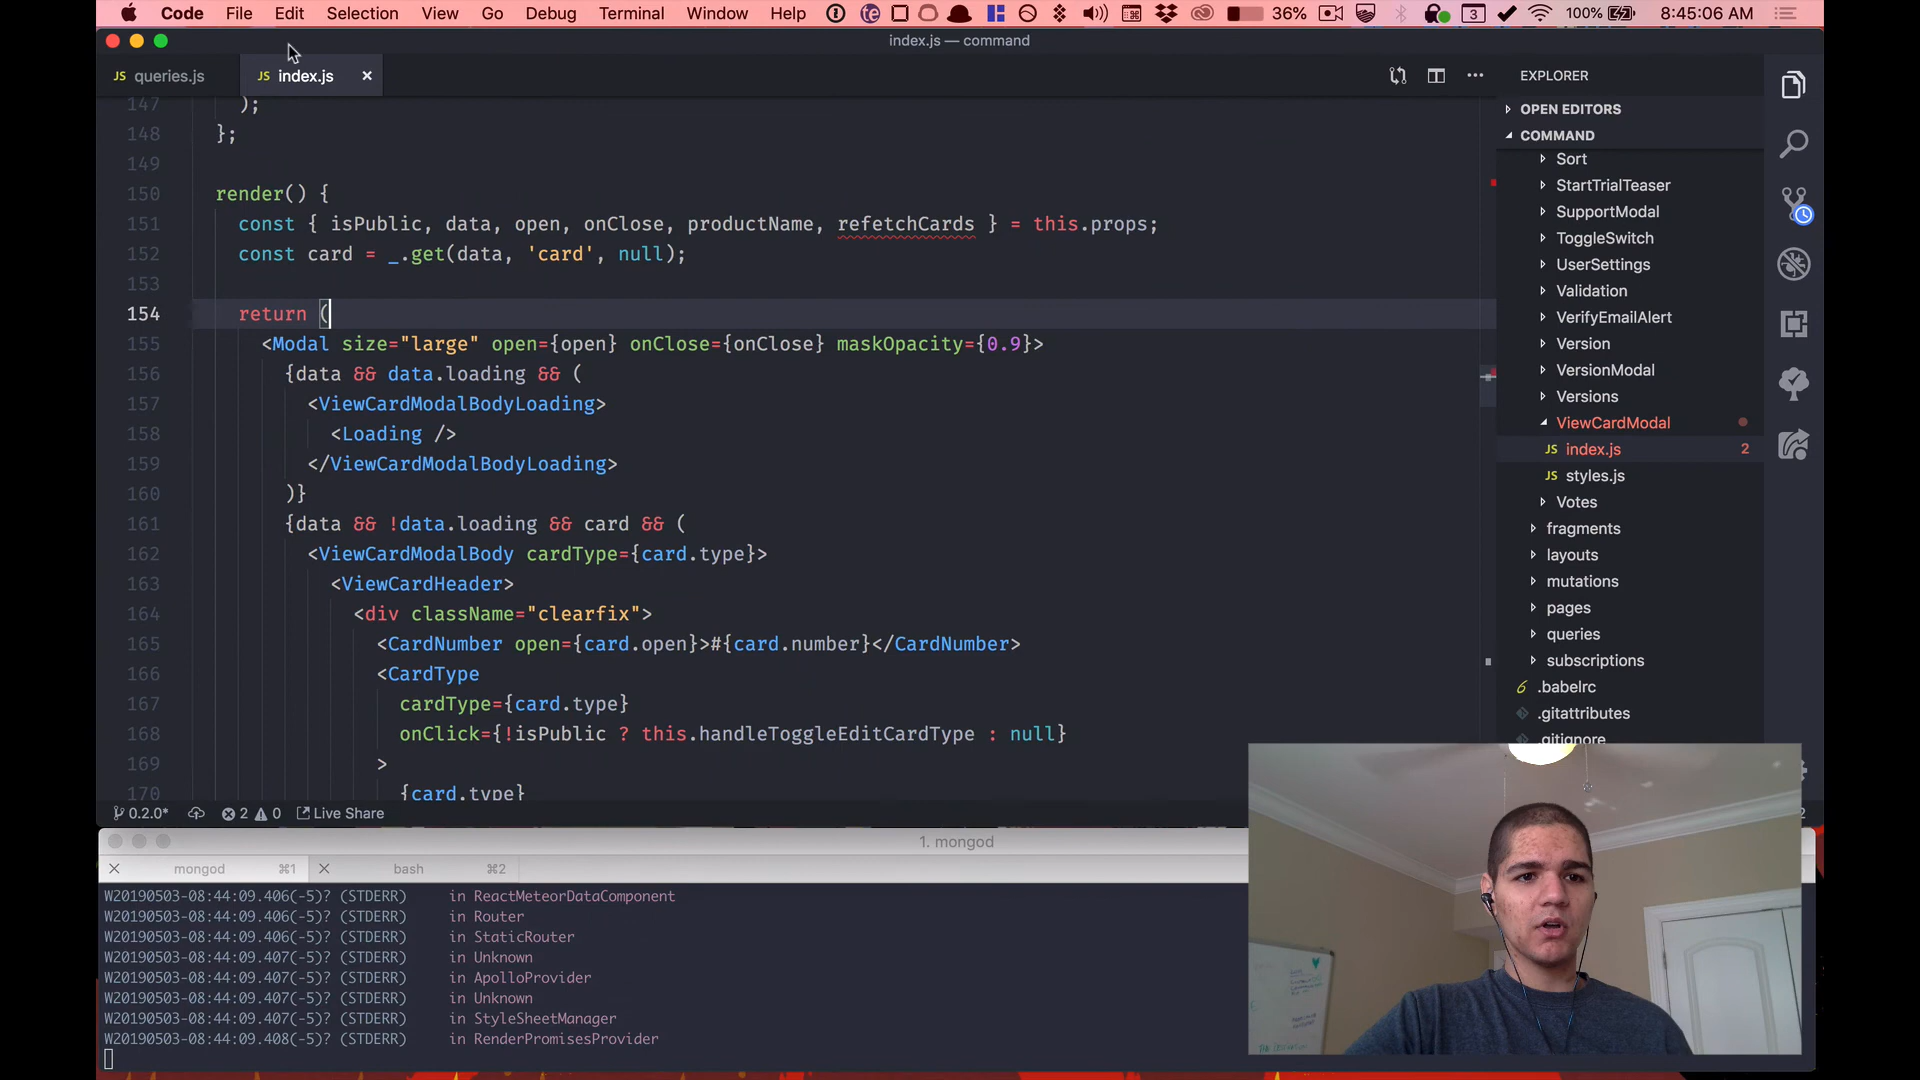 Code File Edit Selection View Go Debug Terminal Window Help 36% 3 100% 8:45:06 AM
index.js — command
JS queries.js JS index.js
EXPLORER
OPEN EDITORS
COMMAND
147 );
148 };
149
150 render() {
151 const { isPublic, data, open, onClose, productName, refetchCards } = this.props;
152 const card = _.get(data, 'card', null);
153
154 return (
155 <Modal size="large" open={open} onClose={onClose} maskOpacity={0.9}>
156 {data && data.loading && (
157 <ViewCardModalBodyLoading>
158 <Loading />
159 </ViewCardModalBodyLoading>
160 )}
161 {data && !data.loading && card && (
162 <ViewCardModalBody cardType={card.type}>
163 <ViewCardHeader>
164 <div className="clearfix">
165 <CardNumber open={card.open}>#{card.number}</CardNumber>
166 <CardType
167 cardType={card.type}
168 onClick={!isPublic ? this.handleToggleEditCardType : null}
169 >
170 {card.type}
Sort
StartTrialTeaser
SupportModal
ToggleSwitch
UserSettings
Validation
VerifyEmailAlert
Version
VersionModal
Versions
ViewCardModal
JS index.js 2
JS styles.js
Votes
fragments
layouts
mutations
pages
queries
subscriptions
.babelrc
.gitattributes
.gitignore
0.2.0* 2 0 Live Share
1. mongod
mongod ⌘1 bash ⌘2
W20190503-08:44:09.406(-5)? (STDERR) in ReactMeteorDataComponent
W20190503-08:44:09.406(-5)? (STDERR) in Router
W20190503-08:44:09.406(-5)? (STDERR) in StaticRouter
W20190503-08:44:09.407(-5)? (STDERR) in Unknown
W20190503-08:44:09.407(-5)? (STDERR) in ApolloProvider
W20190503-08:44:09.407(-5)? (STDERR) in Unknown
W20190503-08:44:09.407(-5)? (STDERR) in StyleSheetManager
W20190503-08:44:09.408(-5)? (STDERR) in RenderPromisesProvider